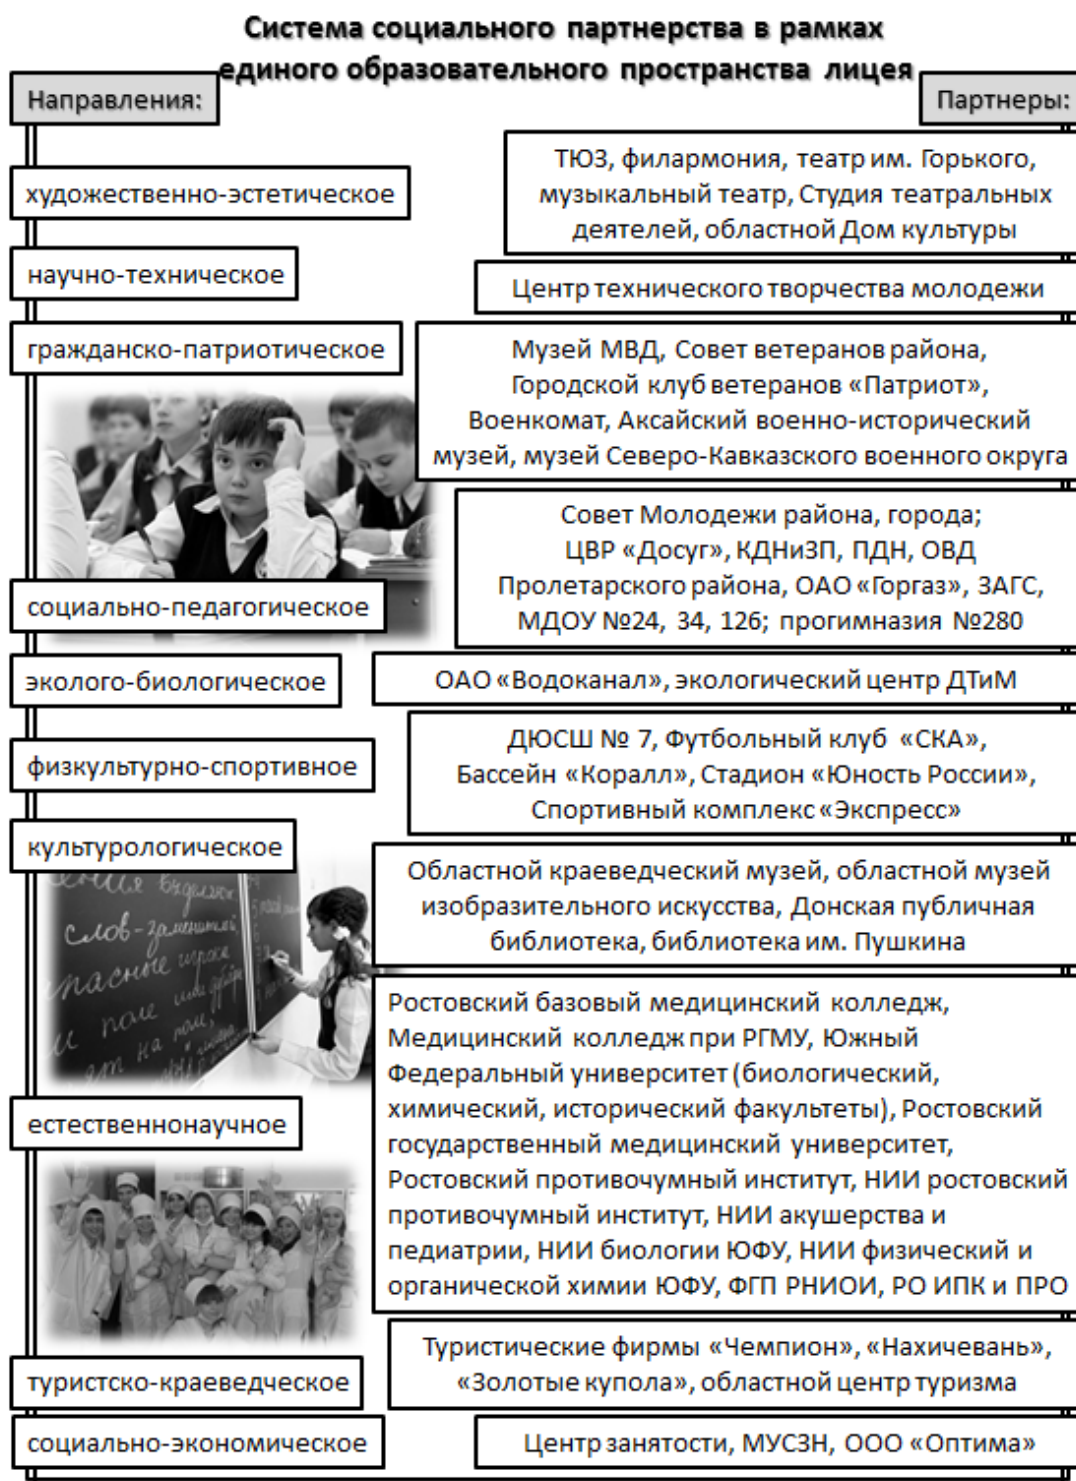 Система социального партнерства в рамках
единого образовательного пространства лицея
Направления:
Партнеры:
художественно-эстетическое
ТЮЗ, филармония, театр им. Горького,
музыкальный театр, Студия театральных
деятелей, областной Дом культуры
научно-техническое
Центр технического творчества молодежи
гражданско-патриотическое
Музей МВД, Совет ветеранов района,
Городской клуб ветеранов «Патриот»,
Военкомат, Аксайский военно-исторический
музей, музей Северо-Кавказского военного округа
социально-педагогическое
Совет Молодежи района, города;
ЦВР «Досуг», КДНиЗП, ПДН, ОВД
Пролетарского района, ОАО «Горгаз», ЗАГС,
МДОУ №24, 34, 126; прогимназия №280
эколого-биологическое
ОАО «Водоканал», экологический центр ДТиМ
физкультурно-спортивное
ДЮСШ № 7, Футбольный клуб «СКА»,
Бассейн «Коралл», Стадион «Юность России»,
Спортивный комплекс «Экспресс»
культурологическое
Областной краеведческий музей, областной музей
изобразительного искусства, Донская публичная
библиотека, библиотека им. Пушкина
слов-заменителей
опасные игры
и поле или
на поле,
естественнонаучное
Ростовский базовый медицинский колледж,
Медицинский колледж при РГМУ, Южный
Федеральный университет (биологический,
химический, исторический факультеты), Ростовский
государственный медицинский университет,
Ростовский противочумный институт, НИИ ростовский
противочумный институт, НИИ акушерства и
педиатрии, НИИ биологии ЮФУ, НИИ физический и
органической химии ЮФУ, ФГП РНИОИ, РО ИПК и ПРО
туристско-краеведческое
Туристические фирмы «Чемпион», «Нахичевань»,
«Золотые купола», областной центр туризма
социально-экономическое
Центр занятости, МУСЗН, ООО «Оптима»